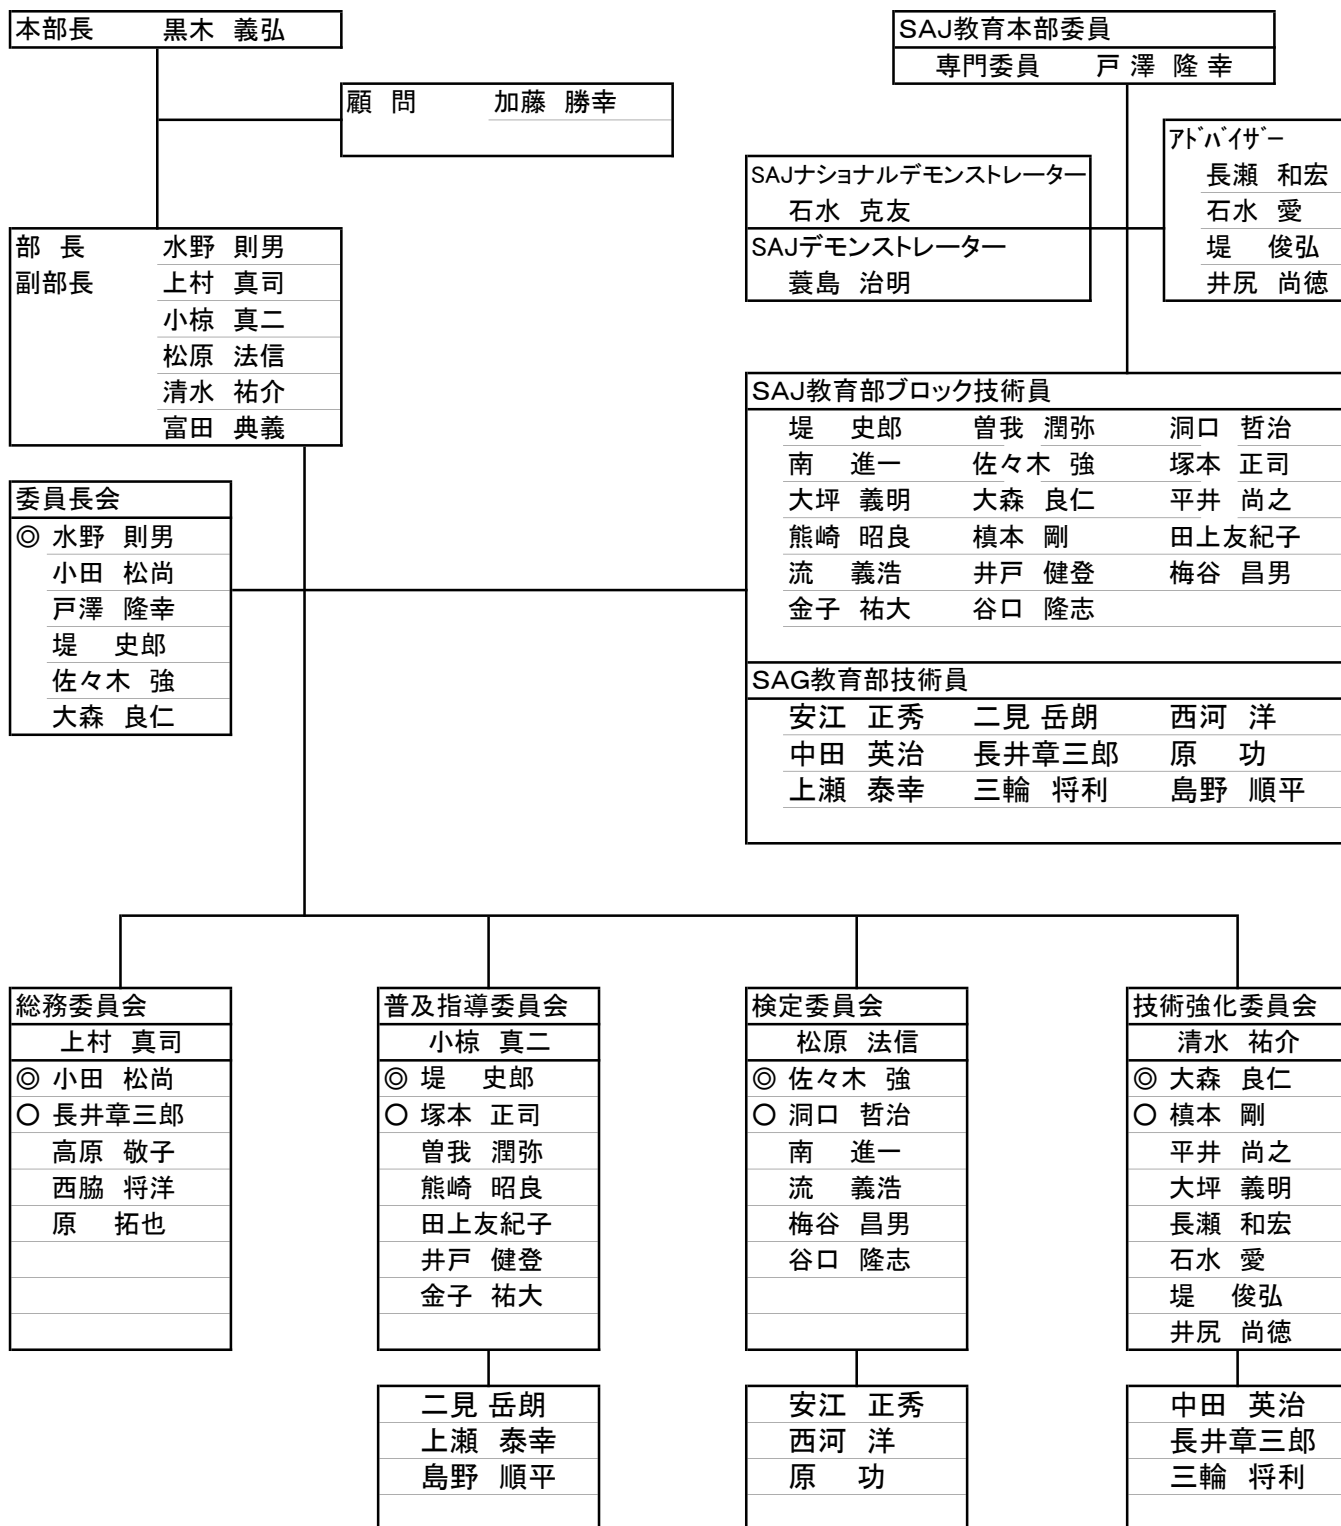 本部長 黒木 義弘
SAJ教育本部委員
専門委員 戸澤 隆幸
顧 問 加藤 勝幸
アドバイザー
長瀬 和宏
石水 愛
堤 俊弘
井尻 尚徳
SAJナショナルデモンストレーター
石水 克友
SAJデモンストレーター
蓑島 治明
部 長 水野 則男
副部長 上村 真司
小椋 真二
松原 法信
清水 祐介
富田 典義
SAJ教育部ブロック技術員
堤 史郎 曽我 潤弥 洞口 哲治
南 進一 佐々木 強 塚本 正司
大坪 義明 大森 良仁 平井 尚之
熊崎 昭良 槙本 剛 田上友紀子
流 義浩 井戸 健登 梅谷 昌男
金子 祐大 谷口 隆志
委員長会
◎ 水野 則男
小田 松尚
戸澤 隆幸
堤 史郎
佐々木 強
大森 良仁
SAG教育部技術員
安江 正秀 二見 岳朗 西河 洋
中田 英治 長井章三郎 原 功
上瀬 泰幸 三輪 将利 島野 順平
総務委員会
上村 真司
◎ 小田 松尚
○ 長井章三郎
高原 敬子
西脇 将洋
原 拓也
普及指導委員会
小椋 真二
◎ 堤 史郎
○ 塚本 正司
曽我 潤弥
熊崎 昭良
田上友紀子
井戸 健登
金子 祐大
二見 岳朗
上瀬 泰幸
島野 順平
検定委員会
松原 法信
◎ 佐々木 強
○ 洞口 哲治
南 進一
流 義浩
梅谷 昌男
谷口 隆志
安江 正秀
西河 洋
原 功
技術強化委員会
清水 祐介
◎ 大森 良仁
○ 槙本 剛
平井 尚之
大坪 義明
長瀬 和宏
石水 愛
堤 俊弘
井尻 尚徳
中田 英治
長井章三郎
三輪 将利